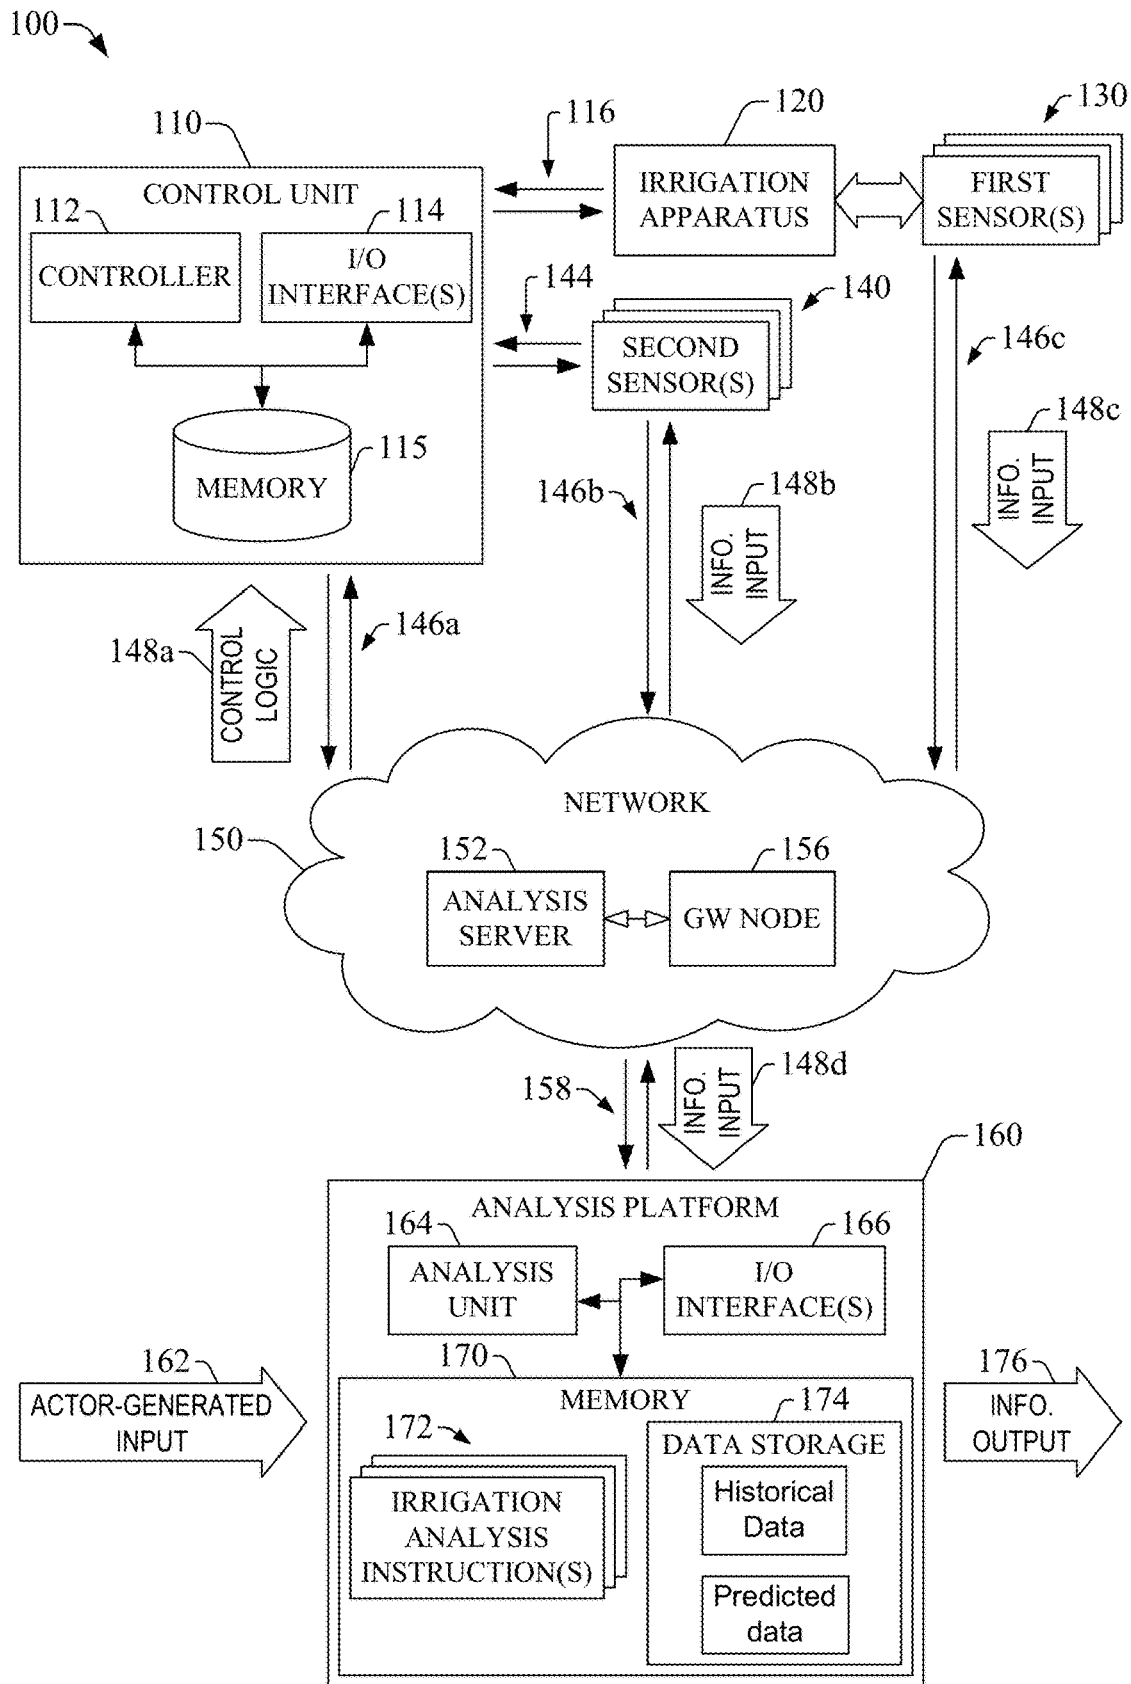 100
110
116
120
130
CONTROL UNIT
112
114
CONTROLLER
I/O
INTERFACE(S)
IRRIGATION
APPARATUS
FIRST
SENSOR(S)
144
140
SECOND
SENSOR(S)
146c
115
MEMORY
148c
INFO.
INPUT
146b
148b
INFO.
INPUT
148a
CONTROL
LOGIC
146a
NETWORK
150
152
156
ANALYSIS
SERVER
GW NODE
158
INFO.
INPUT
148d
160
ANALYSIS PLATFORM
164
166
ANALYSIS
UNIT
I/O
INTERFACE(S)
162
ACTOR-GENERATED
INPUT
170
MEMORY
176
INFO.
OUTPUT
172
174
IRRIGATION
ANALYSIS
INSTRUCTION(S)
DATA STORAGE
Historical
Data
Predicted
data